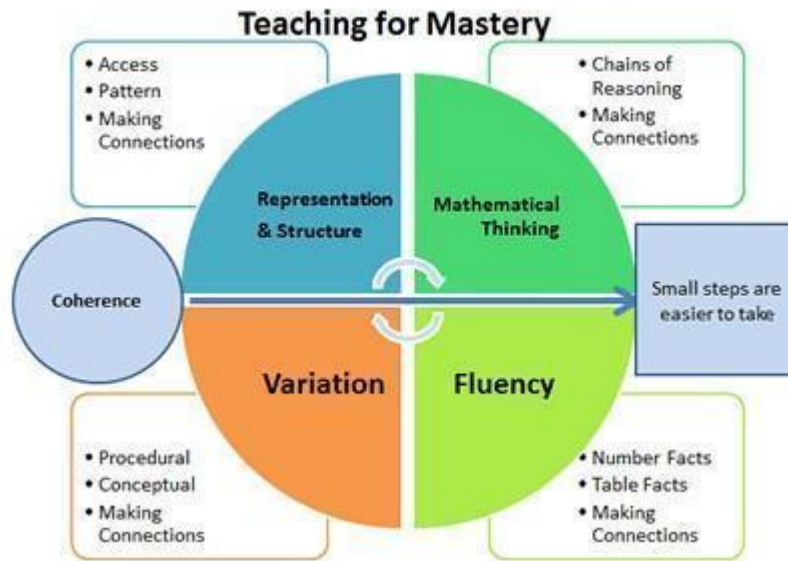 Teaching for Mastery
• Access
• Pattern
• Making
Connections
• Chains of
Reasoning
• Making
Connections
Representation
& Structure
Mathematical
Thinking
Coherence
Small steps are
easier to take
Variation
Fluency
• Procedural
• Conceptual
• Making
Connections
• Number Facts
• Table Facts
• Making
Connections